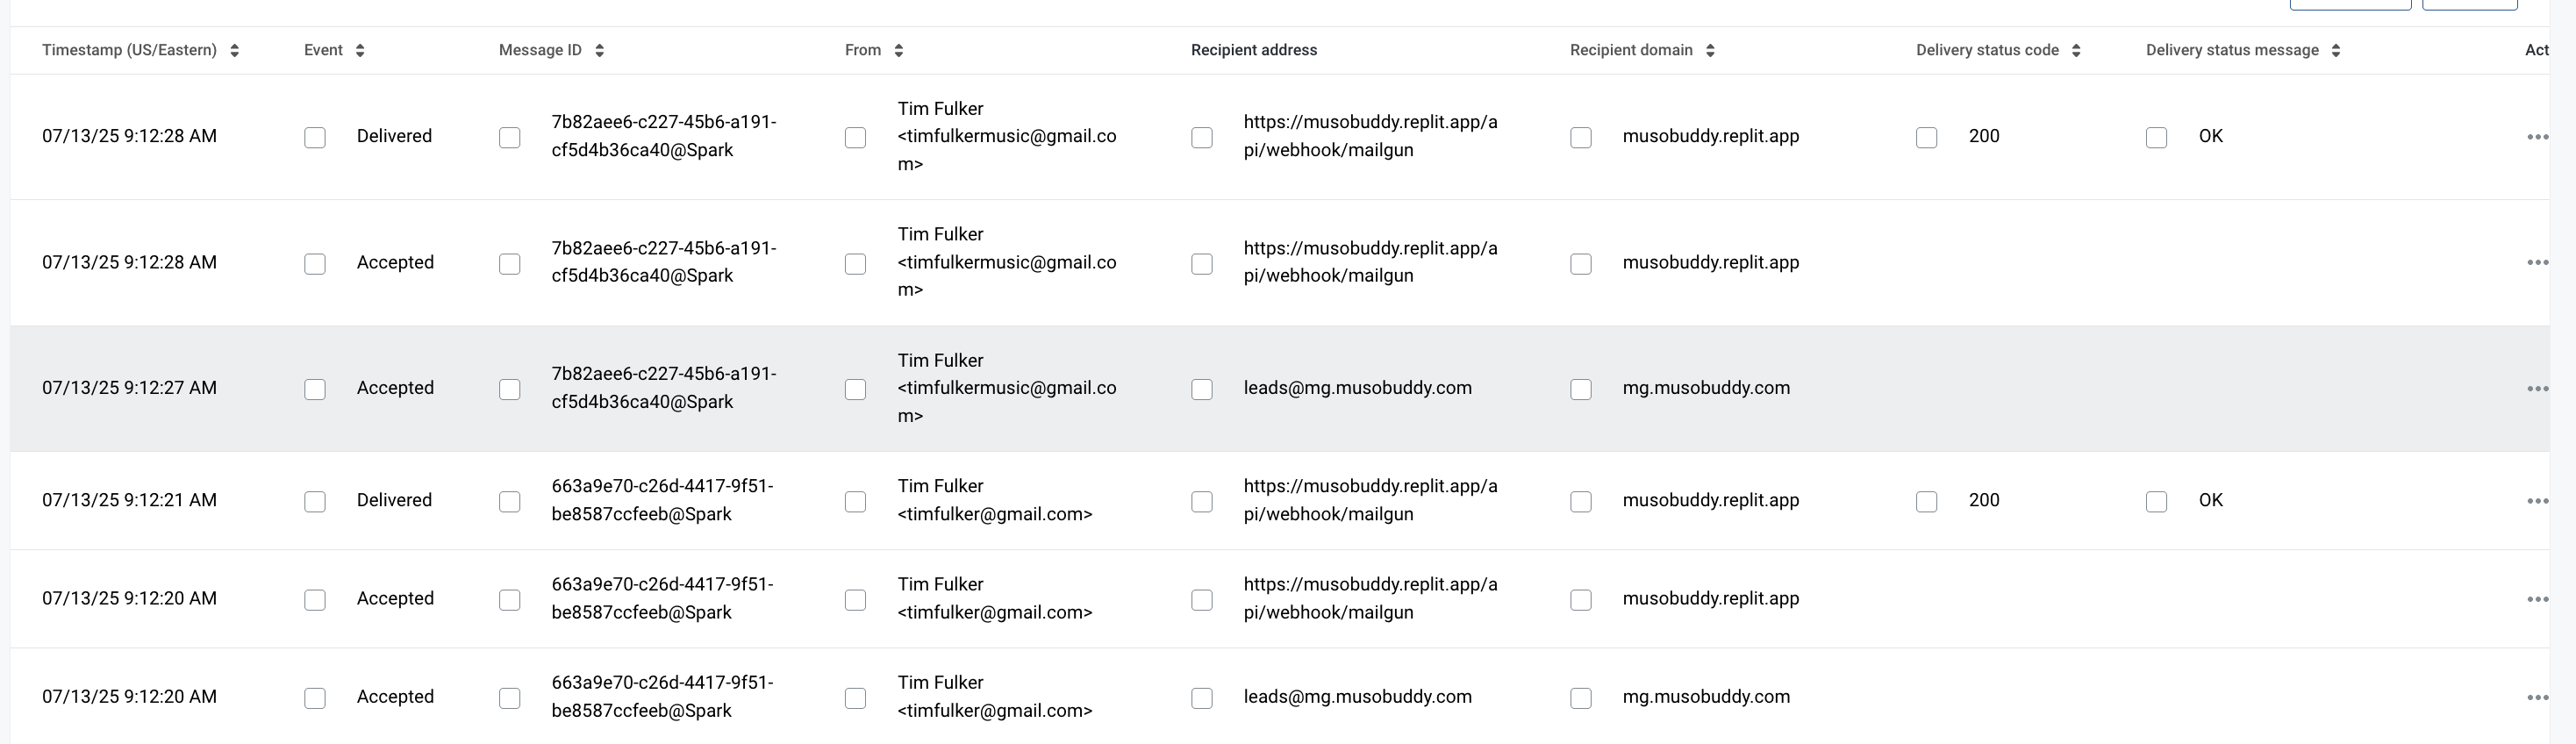 Timestamp (US/Eastern) Event Message ID From Recipient address Recipient domain Delivery status code Delivery status message Act
07/13/25 9:12:28 AM Delivered 7b82aee6-c227-45b6-a191-
cf5d4b36ca40@Spark Tim Fulker
<timfulkermusic@gmail.co
m> https://musobuddy.replit.app/a
pi/webhook/mailgun musobuddy.replit.app 200 OK
07/13/25 9:12:28 AM Accepted 7b82aee6-c227-45b6-a191-
cf5d4b36ca40@Spark Tim Fulker
<timfulkermusic@gmail.co
m> https://musobuddy.replit.app/a
pi/webhook/mailgun musobuddy.replit.app
07/13/25 9:12:27 AM Accepted 7b82aee6-c227-45b6-a191-
cf5d4b36ca40@Spark Tim Fulker
<timfulkermusic@gmail.co
m> leads@mg.musobuddy.com mg.musobuddy.com
07/13/25 9:12:21 AM Delivered 663a9e70-c26d-4417-9f51-
be8587ccfeeb@Spark Tim Fulker
<timfulker@gmail.com> https://musobuddy.replit.app/a
pi/webhook/mailgun musobuddy.replit.app 200 OK
07/13/25 9:12:20 AM Accepted 663a9e70-c26d-4417-9f51-
be8587ccfeeb@Spark Tim Fulker
<timfulker@gmail.com> https://musobuddy.replit.app/a
pi/webhook/mailgun musobuddy.replit.app
07/13/25 9:12:20 AM Accepted 663a9e70-c26d-4417-9f51-
be8587ccfeeb@Spark Tim Fulker
<timfulker@gmail.com> leads@mg.musobuddy.com mg.musobuddy.com